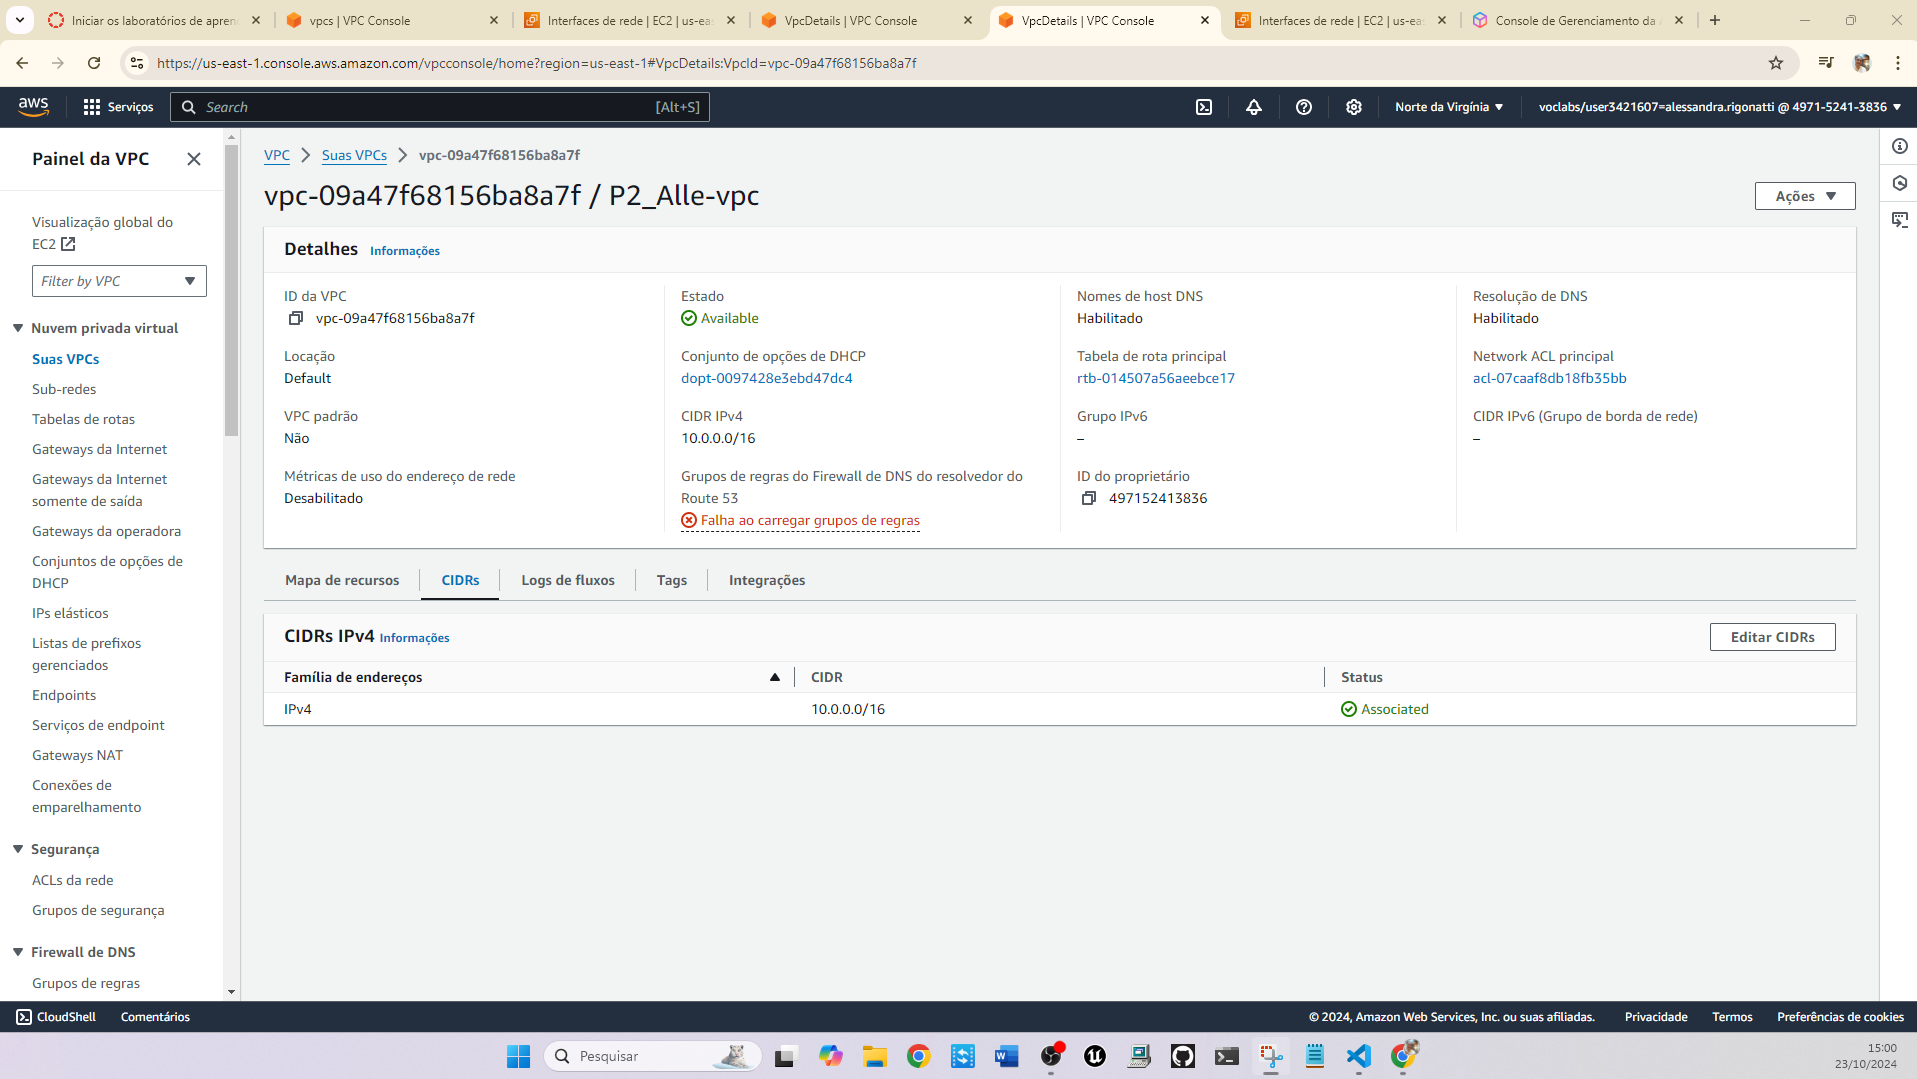 Iniciar os laboratórios de apren
vpcs | VPC Console
Interfaces de rede | EC2 | us-eas
VpcDetails | VPC Console
VpcDetails | VPC Console
Interfaces de rede | EC2 | us-eas
Console de Gerenciamento da A
https://us-east-1.console.aws.amazon.com/vpcconsole/home?region=us-east-1#VpcDetails:VpcId=vpc-09a47f68156ba8a7f
aws
Serviços
Search
[Alt+S]
Norte da Virgínia
voclabs/user3421607=alessandra.rigonatti @ 4971-5241-3836
Painel da VPC
Visualização global do
EC2
Filter by VPC
Nuvem privada virtual
Suas VPCs
Sub-redes
Tabelas de rotas
Gateways da Internet
Gateways da Internet
somente de saída
Gateways da operadora
Conjuntos de opções de
DHCP
IPs elásticos
Listas de prefixos
gerenciados
Endpoints
Serviços de endpoint
Gateways NAT
Conexões de
emparelhamento
Segurança
ACLs da rede
Grupos de segurança
Firewall de DNS
Grupos de regras
VPC
Suas VPCs
vpc-09a47f68156ba8a7f
vpc-09a47f68156ba8a7f / P2_Alle-vpc
Ações
Detalhes Informações
ID da VPC
vpc-09a47f68156ba8a7f
Estado
Available
Nomes de host DNS
Habilitado
Resolução de DNS
Habilitado
Locação
Default
Conjunto de opções de DHCP
dopt-0097428e3ebd47dc4
Tabela de rota principal
rtb-014507a56aeebce17
Network ACL principal
acl-07caaf8db18fb35bb
VPC padrão
Não
CIDR IPv4
10.0.0.0/16
Grupo IPv6
–
CIDR IPv6 (Grupo de borda de rede)
–
Métricas de uso do endereço de rede
Desabilitado
Grupos de regras do Firewall de DNS do resolvedor do
Route 53
Falha ao carregar grupos de regras
ID do proprietário
497152413836
Mapa de recursos
CIDRs
Logs de fluxos
Tags
Integrações
CIDRs IPv4 Informações
Editar CIDRs
Família de endereços
CIDR
Status
IPv4
10.0.0.0/16
Associated
CloudShell
Comentários
© 2024, Amazon Web Services, Inc. ou suas afiliadas.
Privacidade
Termos
Preferências de cookies
Pesquisar
15:00
23/10/2024